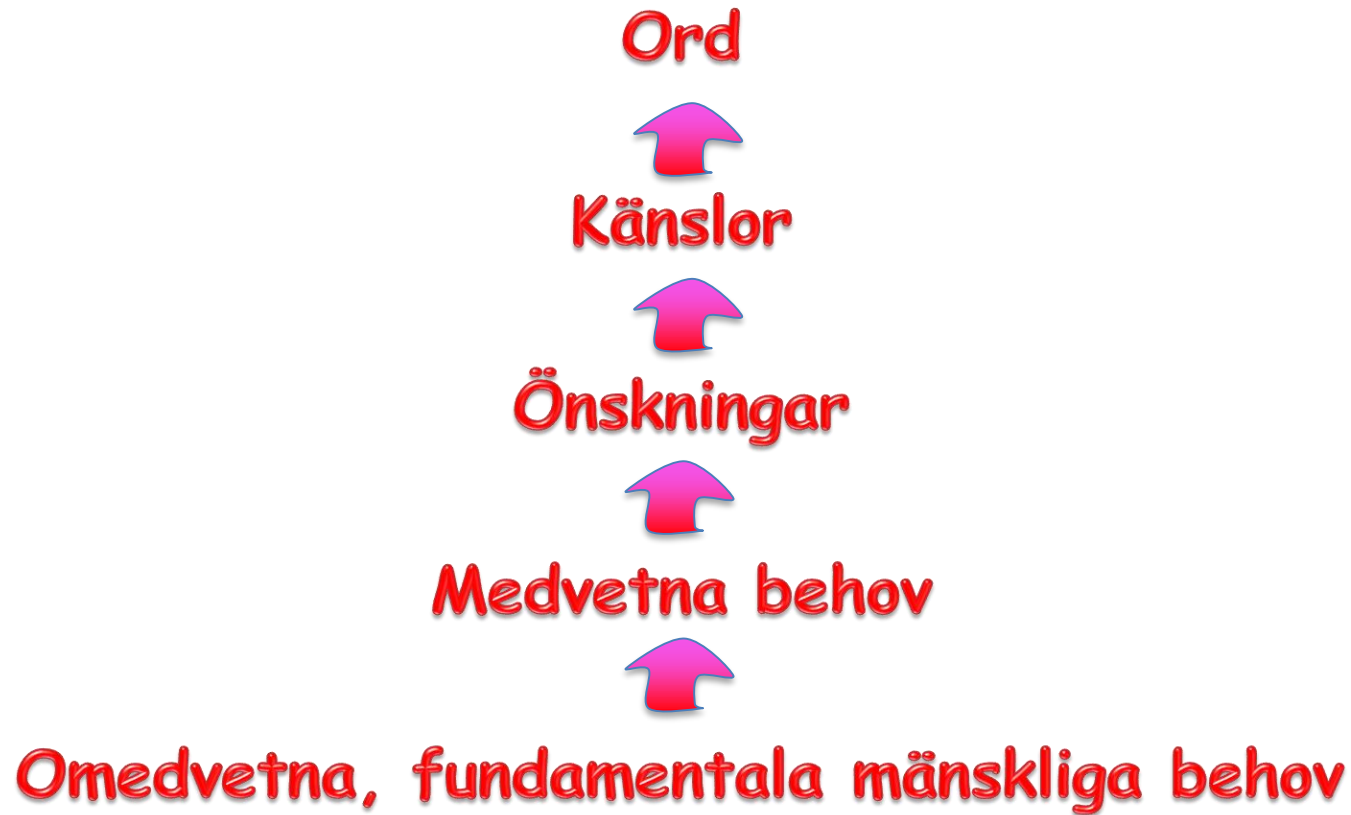 Ord
Känslor
Önskningar
Medvetna behov
Omedvetna, fundamentala mänskliga behov